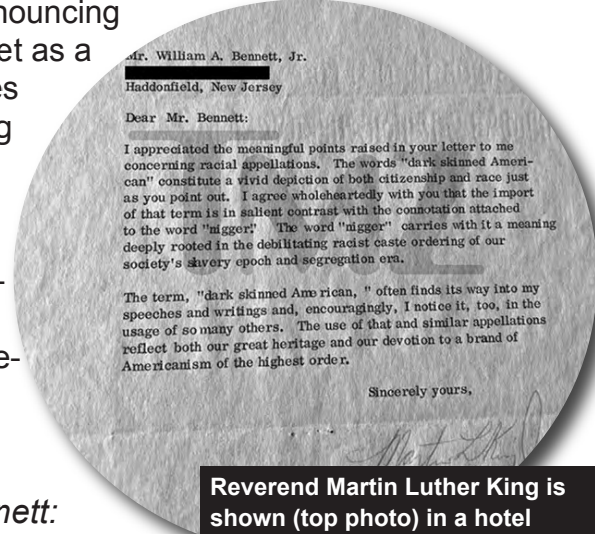 nouncing
et as a
es
g
-
e-
nett:
Mr. William A. Bennett, Jr.
Haddonfield, New Jersey
Dear Mr. Bennett:
I appreciated the meaningful points raised in your letter to me
concerning racial appellations. The words "dark skinned Ameri-
can" constitute a vivid depiction of both citizenship and race just
as you point out. I agree wholeheartedly with you that the import
of that term is in salient contrast with the connotation attached
to the word "nigger." The word "nigger" carries with it a meaning
deeply rooted in the debilitating racist caste ordering of our
society's slavery epoch and segregation era.
The term, "dark skinned American, " often finds its way into my
speeches and writings and, encouragingly, I notice it, too, in the
usage of so many others. The use of that and similar appellations
reflect both our great heritage and our devotion to a brand of
Americanism of the highest order.
Sincerely yours,
Martin L King
Reverend Martin Luther King is
shown (top photo) in a hotel